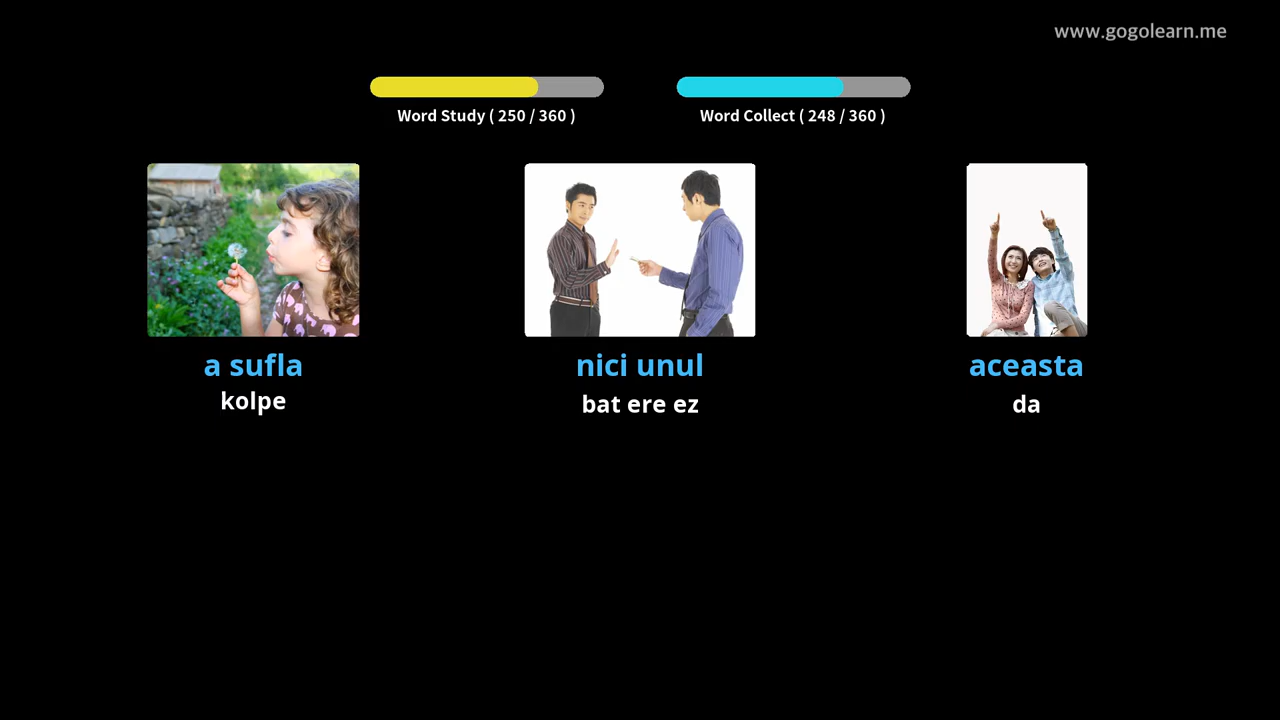 www.gogolearn.me
Word Study ( 250 / 360 )
Word Collect ( 248 / 360 )
a sufla
kolpe
nici unul
bat ere ez
aceasta
da